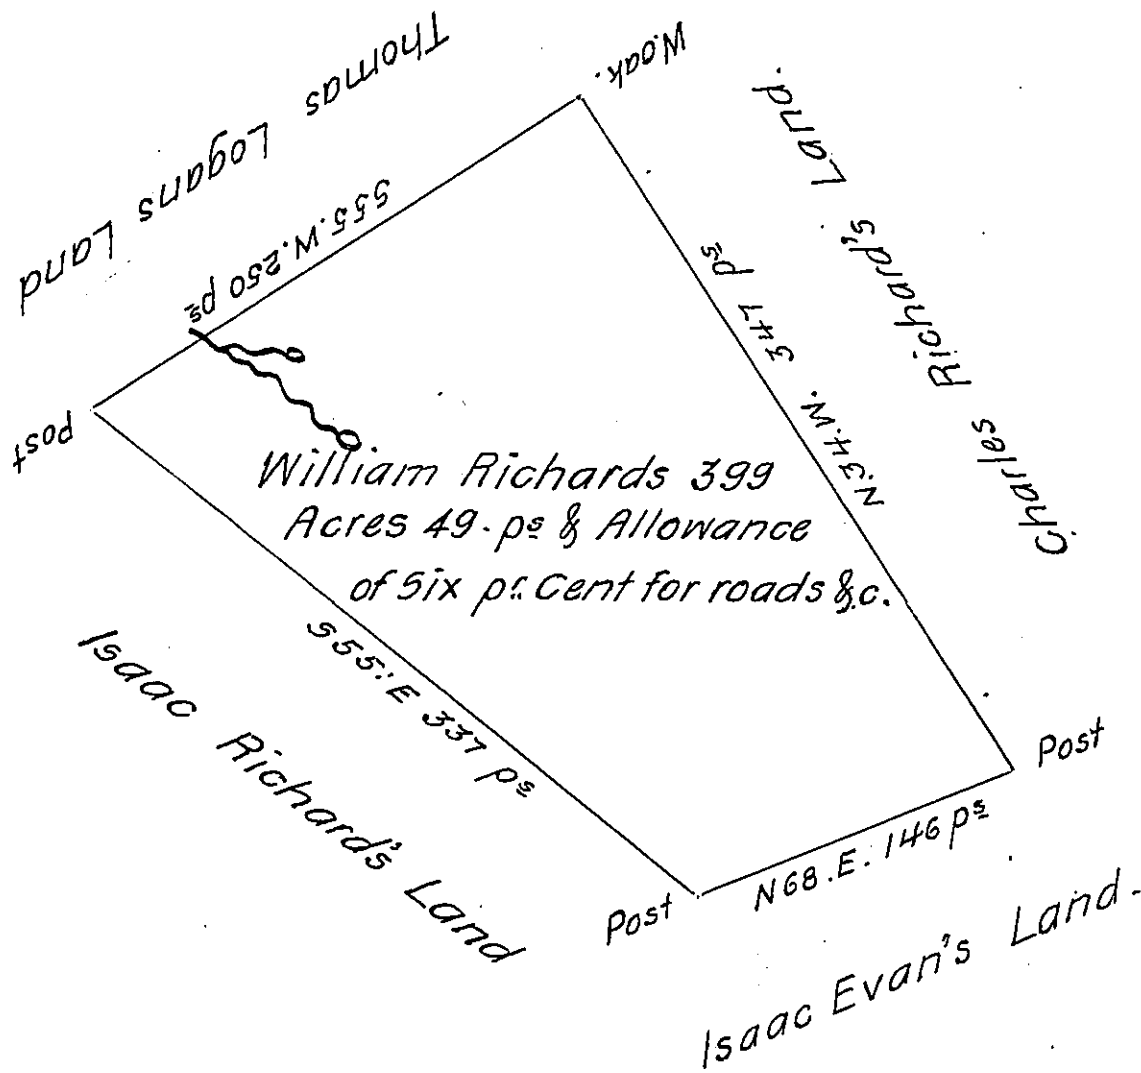 Thomas Logans Land
W.oak.
Charles Richard's Land.
S55.W.250 ps
N.34.W. 347 ps
post
William Richards 399
Acres 49.ps & Allowance
of Six pr. Cent for roads &c.
S55.E 337 ps
Isaac Richard's Land
Post
N68.E. 146 ps
Post
Isaac Evan's Land.